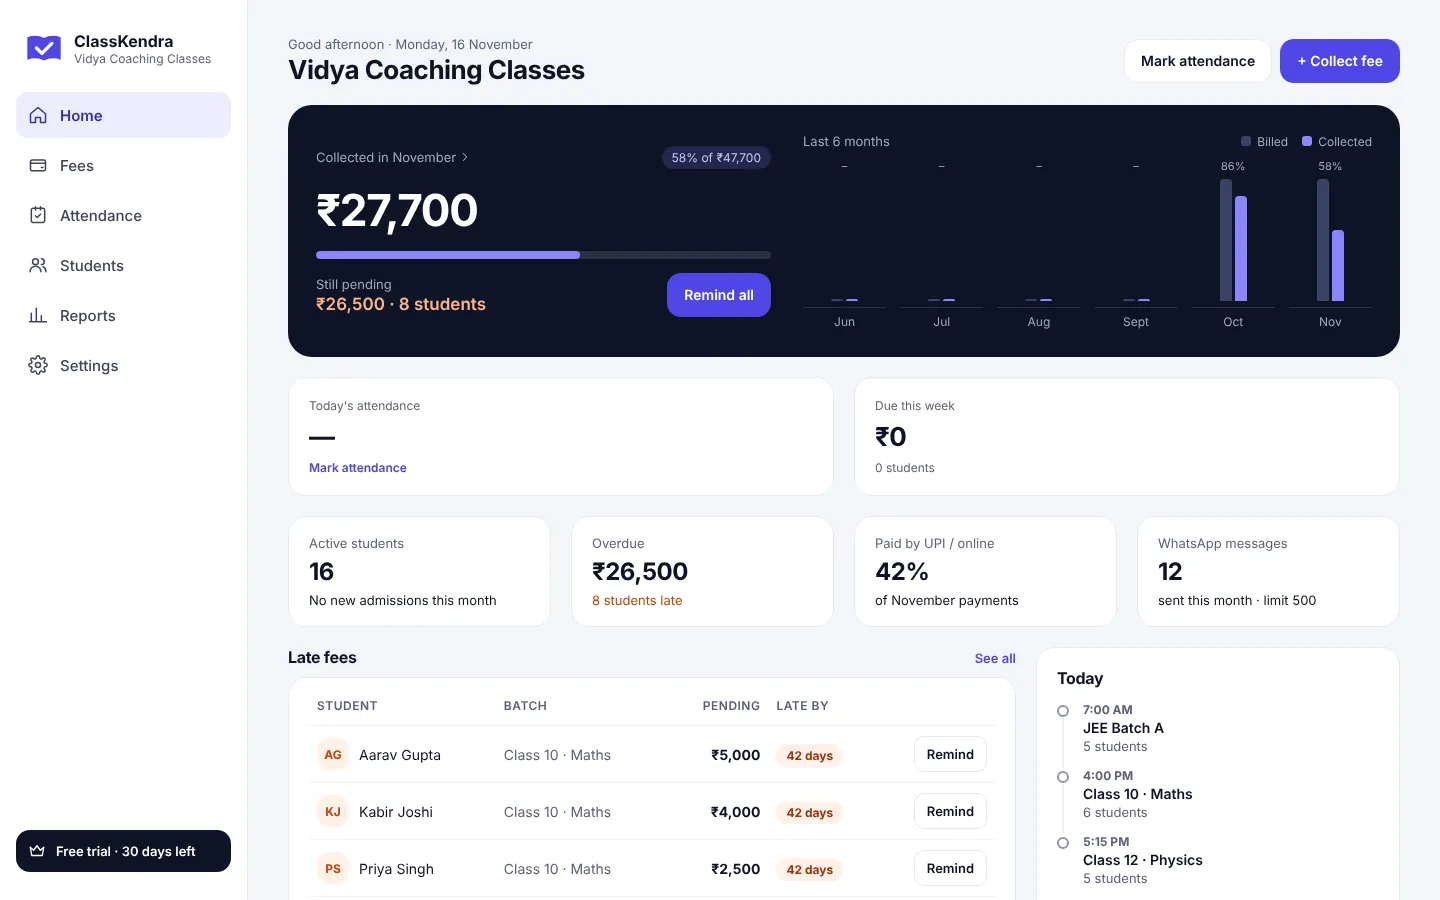 ClassKendra
Vidya Coaching Classes
Home
Fees
Attendance
Students
Reports
Settings
Free trial · 30 days left
Good afternoon · Monday, 16 November
Vidya Coaching Classes
Mark attendance
+ Collect fee
Collected in November
58% of ₹47,700
₹27,700
Still pending
₹26,500 · 8 students
Remind all
Last 6 months
Billed
Collected
– – – – 86% 58%
Jun Jul Aug Sept Oct Nov
Today's attendance
—
Mark attendance
Due this week
₹0
0 students
Active students
16
No new admissions this month
Overdue
₹26,500
8 students late
Paid by UPI / online
42%
of November payments
WhatsApp messages
12
sent this month · limit 500
Late fees
See all
STUDENT BATCH PENDING LATE BY
AG Aarav Gupta Class 10 · Maths ₹5,000 42 days Remind
KJ Kabir Joshi Class 10 · Maths ₹4,000 42 days Remind
PS Priya Singh Class 10 · Maths ₹2,500 42 days Remind
Today
7:00 AM
JEE Batch A
5 students
4:00 PM
Class 10 · Maths
6 students
5:15 PM
Class 12 · Physics
5 students